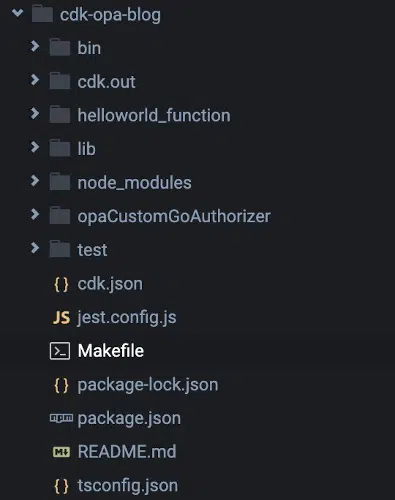 cdk-opa-blog
bin
cdk.out
helloworld_function
lib
node_modules
opaCustomGoAuthorizer
test
{} cdk.json
JS jest.config.js
Makefile
{} package-lock.json
npm package.json
M↓ README.md
{} tsconfig.json